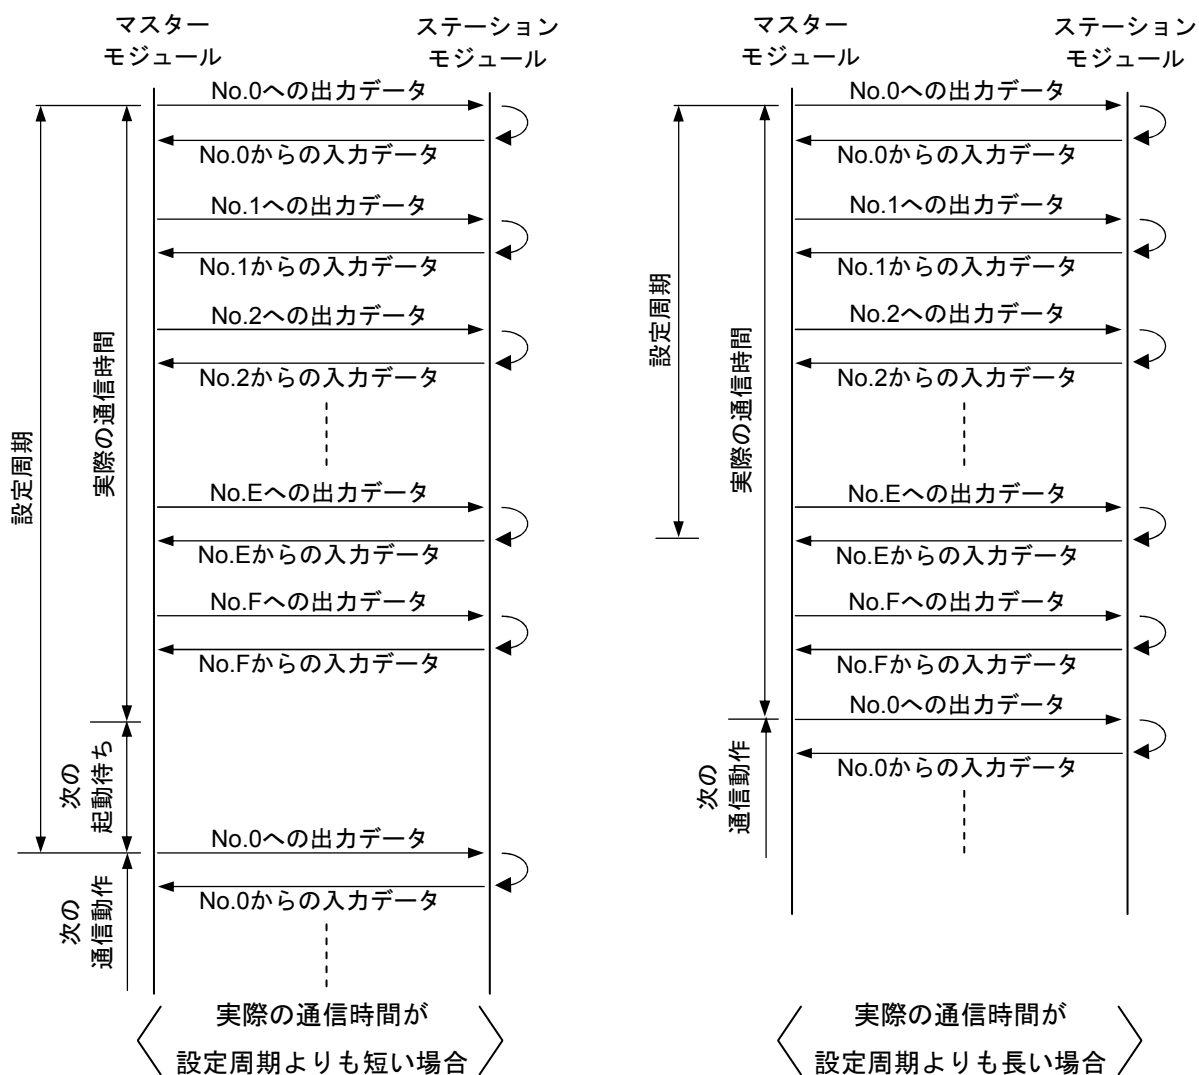 マスター
モジュール
ステーション
モジュール
No.0への出力データ
No.0からの入力データ
No.1への出力データ
No.1からの入力データ
No.2への出力データ
No.2からの入力データ
No.Eへの出力データ
No.Eからの入力データ
No.Fへの出力データ
No.Fからの入力データ
No.0への出力データ
No.0からの入力データ
設定周期
実際の通信時間
次の
起動待ち
次の
通信動作
実際の通信時間が
設定周期よりも短い場合
マスター
モジュール
ステーション
モジュール
No.0への出力データ
No.0からの入力データ
No.1への出力データ
No.1からの入力データ
No.2への出力データ
No.2からの入力データ
No.Eへの出力データ
No.Eからの入力データ
No.Fへの出力データ
No.Fからの入力データ
No.0への出力データ
No.0からの入力データ
設定周期
実際の通信時間
次の
通信動作
実際の通信時間が
設定周期よりも長い場合